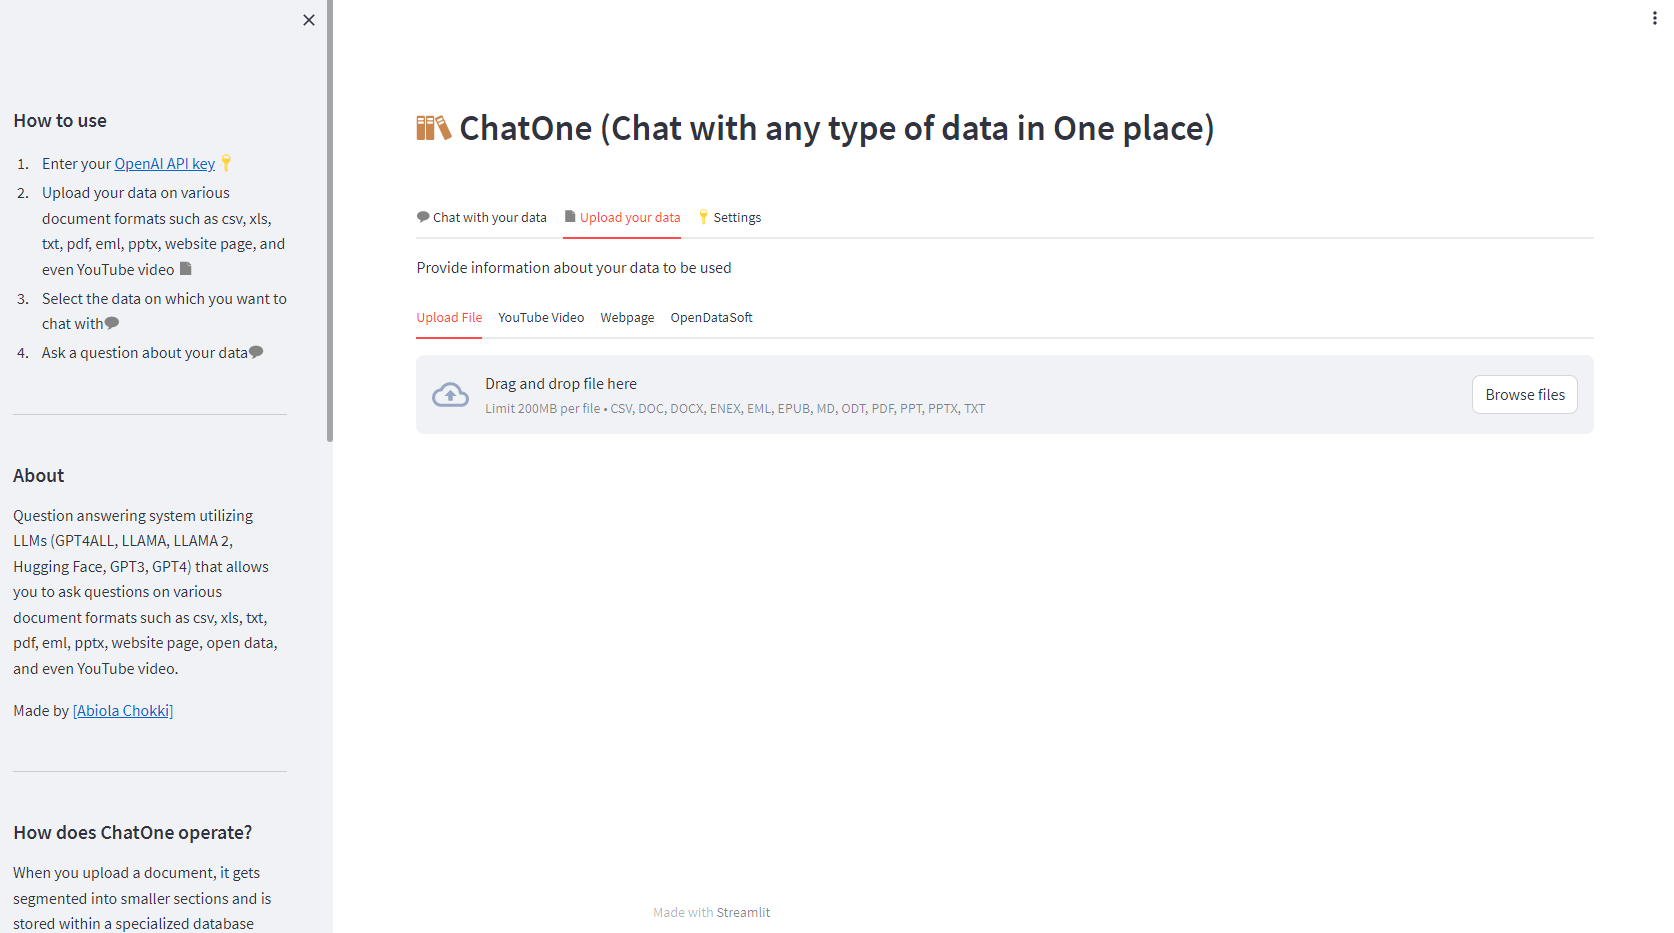 How to use
1. Enter your OpenAI API key
2. Upload your data on various
document formats such as csv, xls,
txt, pdf, eml, pptx, website page, and
even YouTube video
3. Select the data on which you want to
chat with
4. Ask a question about your data
About
Question answering system utilizing
LLMs (GPT4ALL, LLAMA, LLAMA 2,
Hugging Face, GPT3, GPT4) that allows
you to ask questions on various
document formats such as csv, xls, txt,
pdf, eml, pptx, website page, open data,
and even YouTube video.
Made by [Abiola Chokki]
How does ChatOne operate?
When you upload a document, it gets
segmented into smaller sections and is
stored within a specialized database
ChatOne (Chat with any type of data in One place)
Chat with your data Upload your data Settings
Provide information about your data to be used
Upload File YouTube Video Webpage OpenDataSoft
Drag and drop file here
Limit 200MB per file • CSV, DOC, DOCX, ENEX, EML, EPUB, MD, ODT, PDF, PPT, PPTX, TXT
Browse files
Made with Streamlit